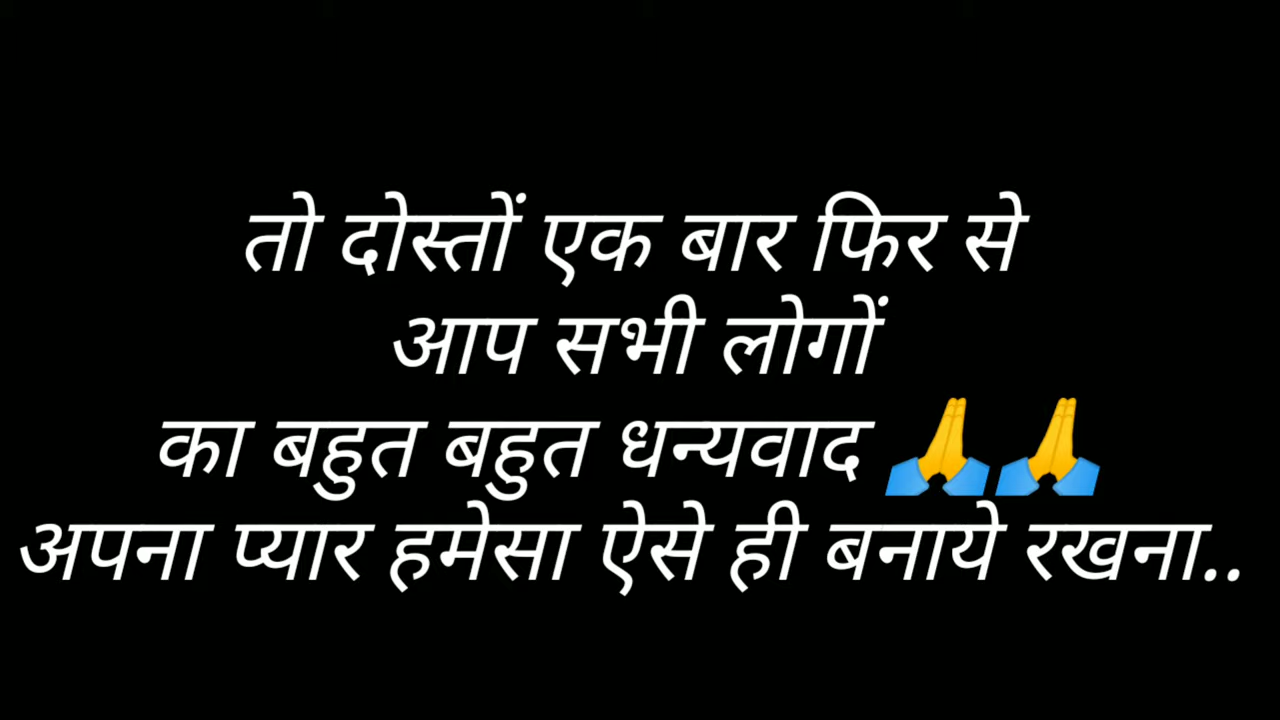 तो दोस्तों एक बार फिर से
आप सभी लोगों
का बहुत बहुत धन्यवाद 🙏🙏
अपना प्यार हमेसा ऐसे ही बनाये रखना..